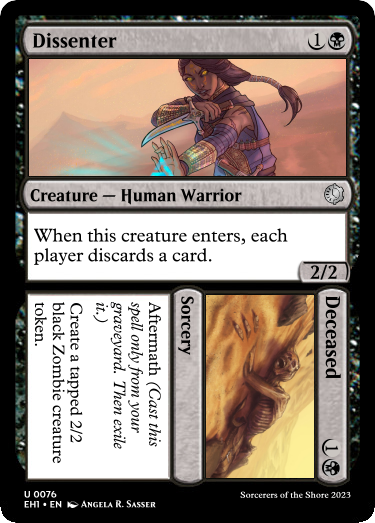 Dissenter 1
Creature — Human Warrior
When this creature enters, each
player discards a card.
2/2
Deceased 1
Sorcery
Aftermath (Cast this
spell only from your
graveyard. Then exile
it.)
Create a tapped 2/2
black Zombie creature
token.
U 0076
EH1 • EN Angela R. Sasser
Sorcerers of the Shore 2023